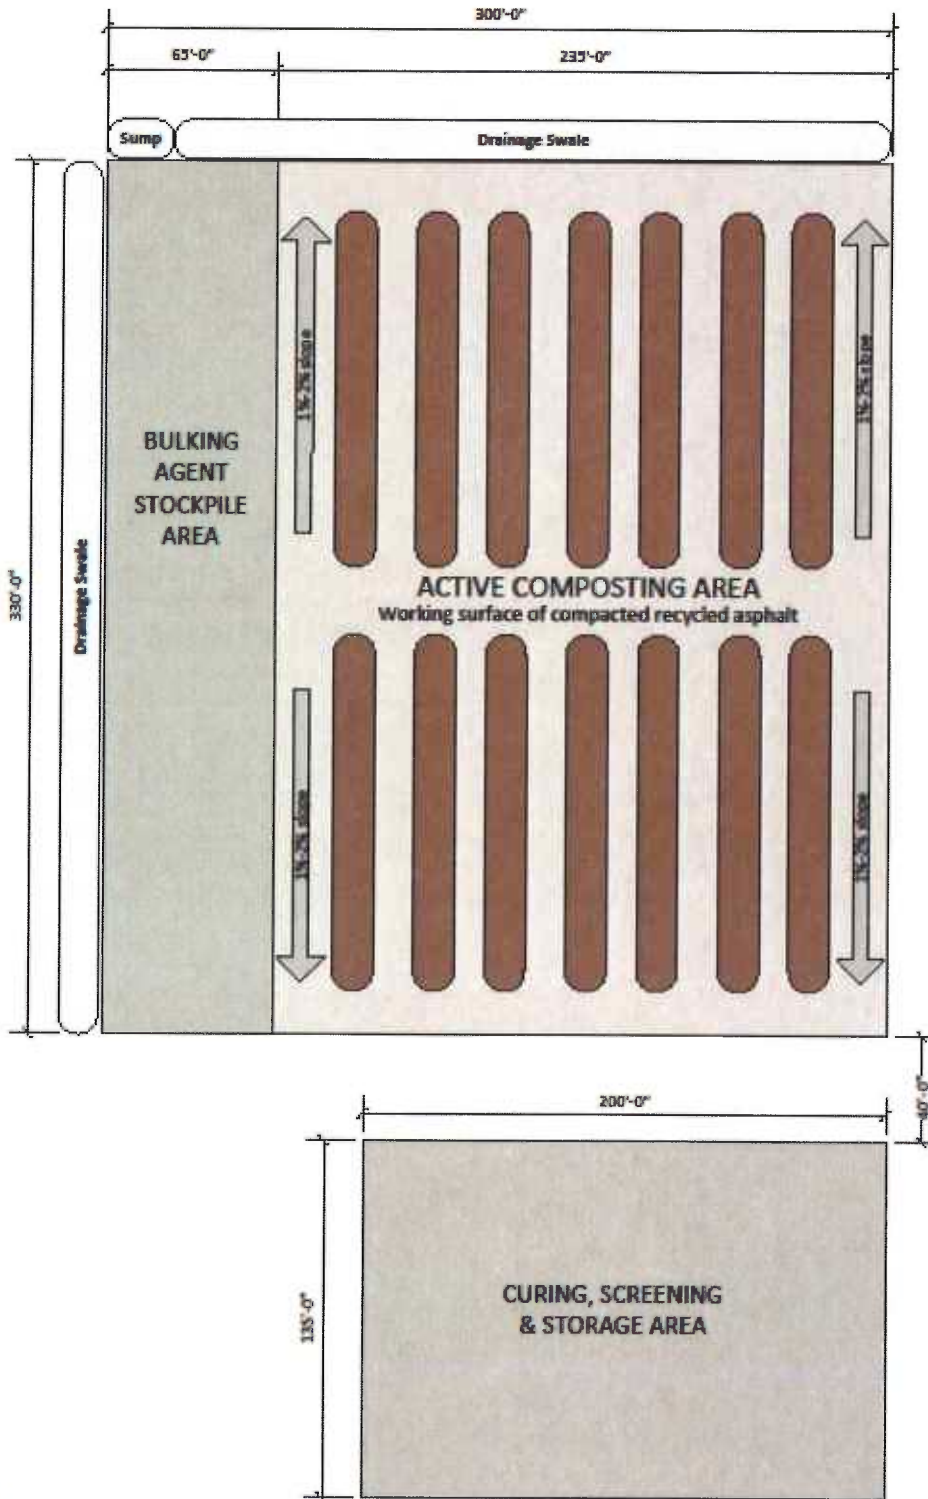 300'-0"
65'-0"
235'-0"
Sump
Drainage Swale
1%-2% slope
1%-2% slope
BULKING
AGENT
STOCKPILE
AREA
Drainage Swale
330'-0"
ACTIVE COMPOSTING AREA
Working surface of compacted recycled asphalt
1%-2% slope
1%-2% slope
40'-0"
200'-0"
135'-0"
CURING, SCREENING
& STORAGE AREA